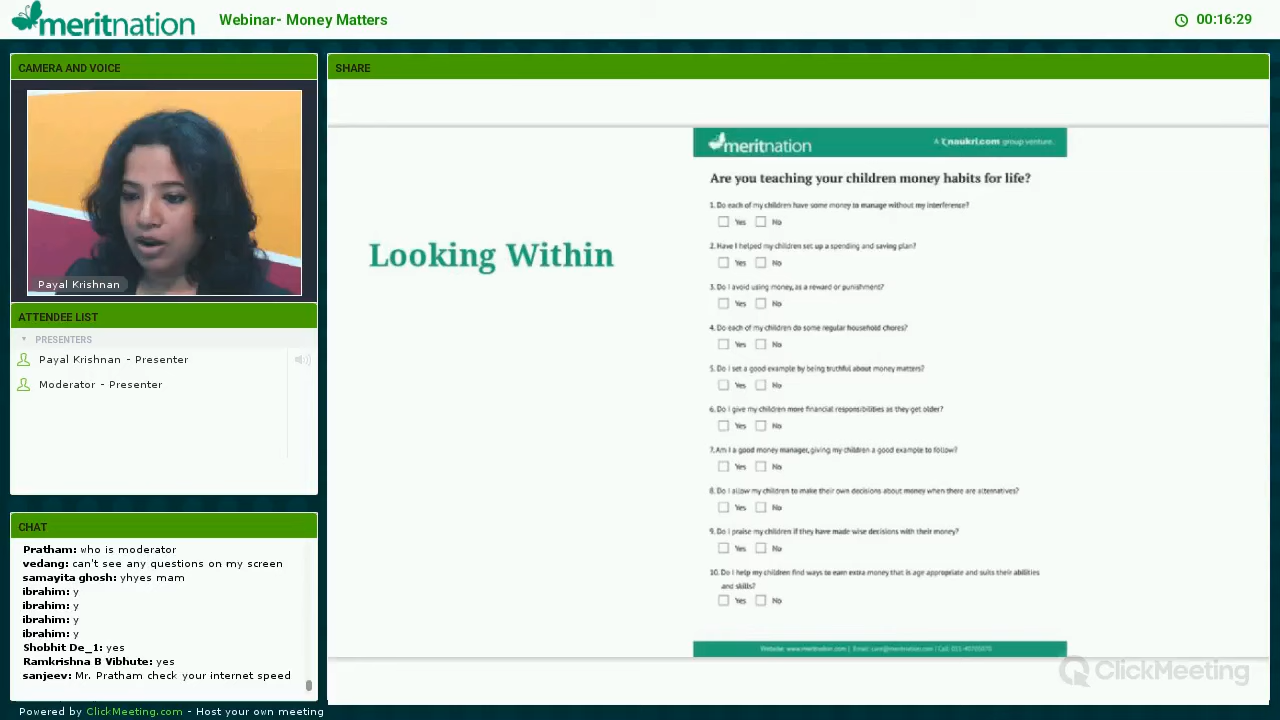 meritnation
Webinar- Money Matters
00:16:29
CAMERA AND VOICE
Payal Krishnan
ATTENDEE LIST
PRESENTERS
Payal Krishnan - Presenter
Moderator - Presenter
CHAT
Pratham: who is moderator
vedang: can't see any questions on my screen
samayitaghosh: yhyes mam
ibrahim: y
ibrahim: y
ibrahim: y
ibrahim: y
Shobhit De_1: yes
Ramkrishna Vibhute: yes
sanjeev: Mr. Pratham check your internet speed
Powered by ClickMeeting.com - Host your own meeting
SHARE
Looking Within
meritnation
A naukri.com group venture.
Are you teaching your children money habits for life?
1. Do each of my children have some money to manage without my interference?
Yes No
2. Have I helped my children set up a spending and saving plan?
Yes No
3. Do I avoid using money, as a reward or punishment?
Yes No
4. Do each of my children do some regular household chores?
Yes No
5. Do I set a good example by being truthful about money matters?
Yes No
6. Do I give my children more financial responsibilities as they get older?
Yes No
7. Am I a good money manager, giving my children a good example to follow?
Yes No
8. Do I allow my children to make their own decisions about money when there are alternatives?
Yes No
9. Do I praise my children if they have made wise decisions with their money?
Yes No
10. Do I help my children find ways to earn extra money that is age appropriate and suits their abilities
and skills?
Yes No
Website: www.meritnation.com | Email: care@meritnation.com | Call:
ClickMeeting